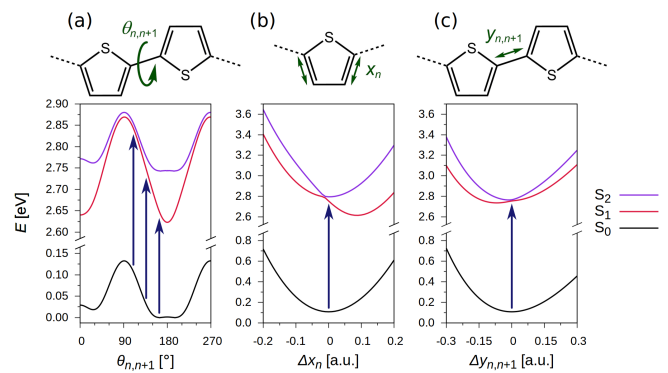 (a) (b) (c)
θn,n+1 xn yn,n+1
S S S S S
2.90 3.6 3.6
2.85 3.4 3.4
2.80 3.2 3.2
2.75 3.0 3.0
2.70 2.8 2.8
2.65 2.6 2.6
2.60
E [eV]
0.15 0.8 0.8
0.10 0.6 0.6
0.05 0.4 0.4
0.00 0.2 0.2
0.0 0.0
0 90 180 270 -0.2 0 0.2 -0.3 -0.15 0 0.15 0.3
θn,n+1 [°] Δxn [a.u.] Δyn,n+1 [a.u.]
S2
S1
S0